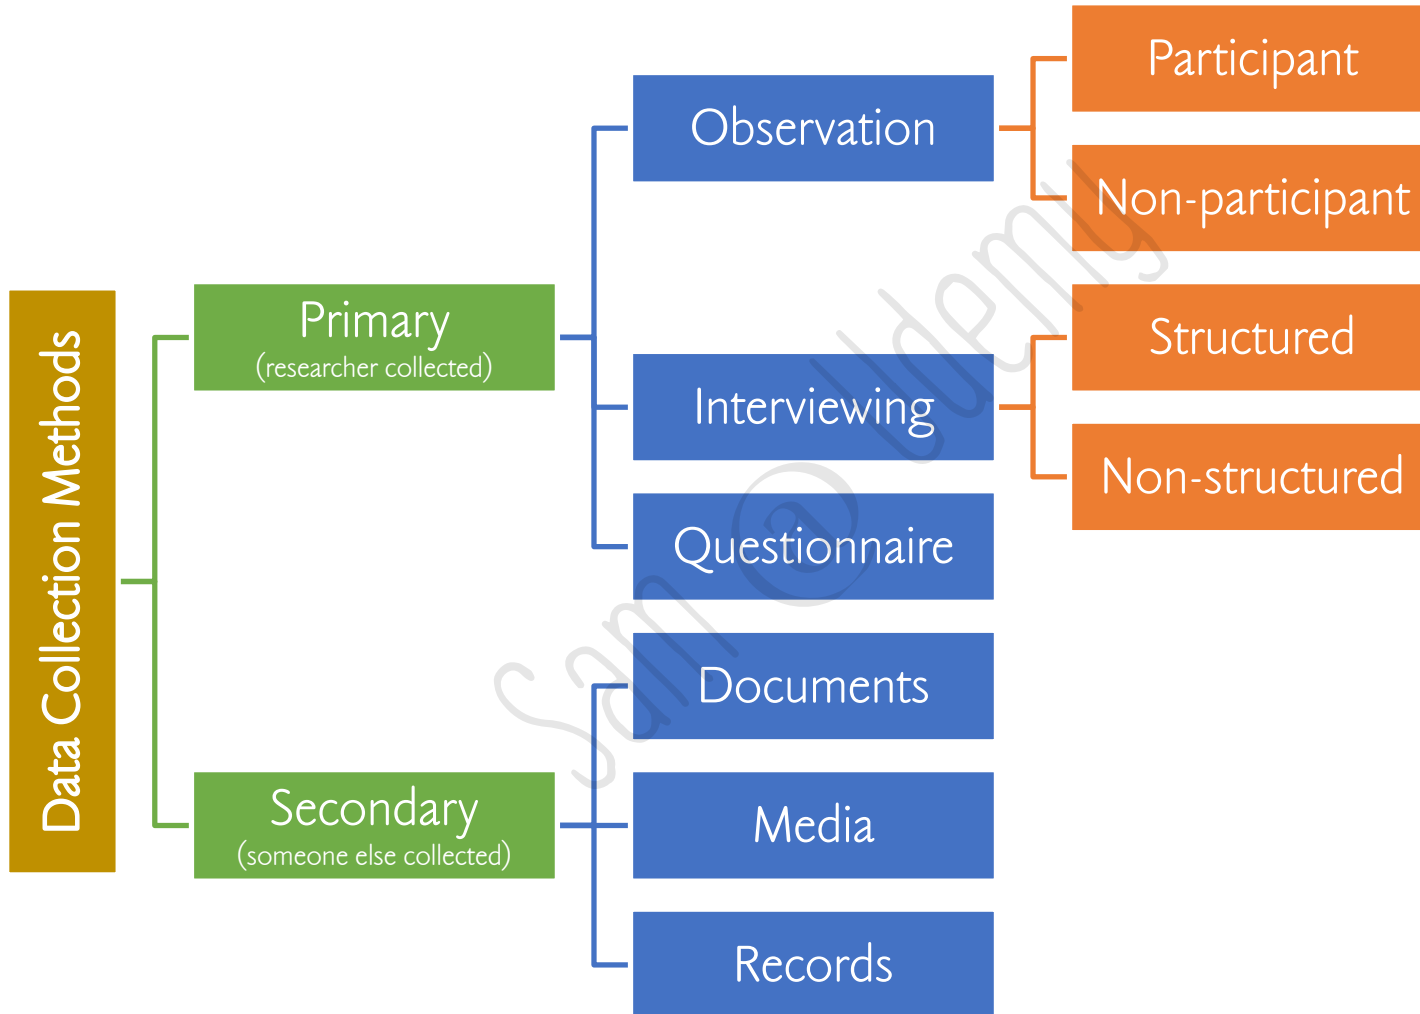 Data Collection Methods
Primary
(researcher collected)
Observation
Participant
Non-participant
Interviewing
Structured
Non-structured
Questionnaire
Secondary
(someone else collected)
Documents
Media
Records
Sam @ Udemy